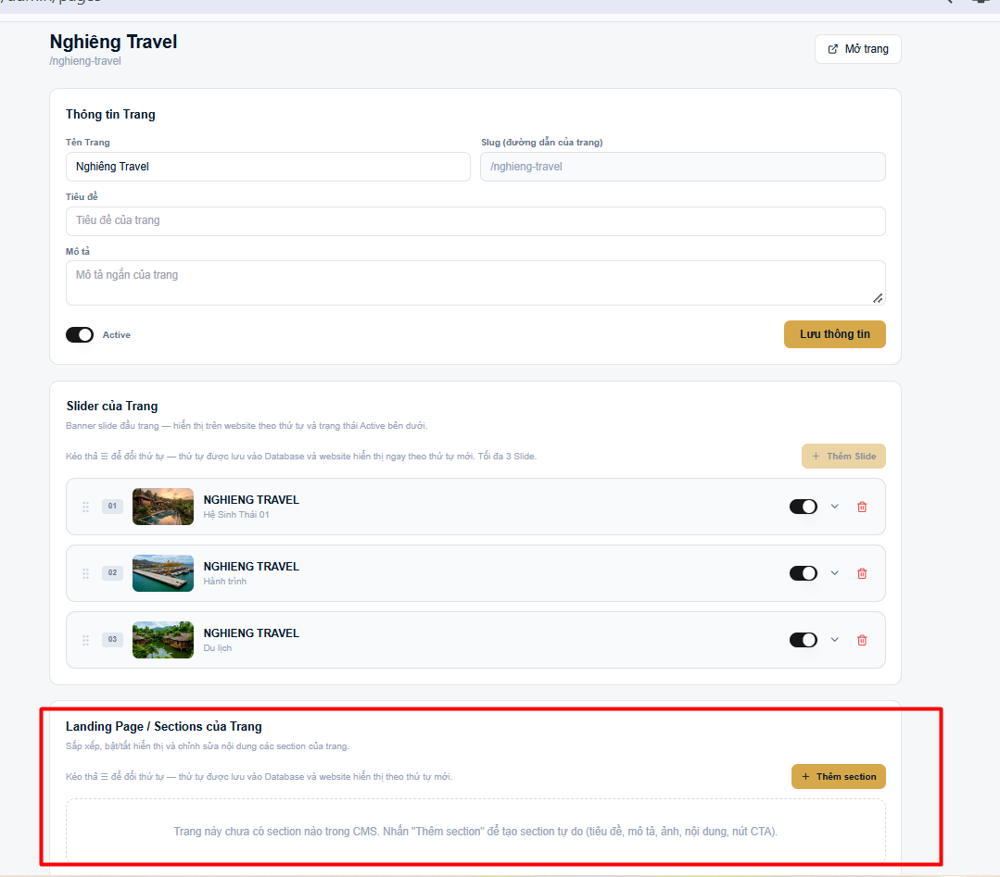 Nghiêng Travel
/nghieng-travel
Mở trang
Thông tin Trang
Tên Trang
Slug (đường dẫn của trang)
Nghiêng Travel
/nghieng-travel
Tiêu đề
Tiêu đề của trang
Mô tả
Mô tả ngắn của trang
Active
Lưu thông tin
Slider của Trang
Banner slide đầu trang — hiển thị trên website theo thứ tự và trạng thái Active bên dưới.
Kéo thả ☰ để đổi thứ tự — thứ tự được lưu vào Database và website hiển thị ngay theo thứ tự mới. Tối đa 3 Slide.
+ Thêm Slide
01
NGHIENG TRAVEL
Hệ Sinh Thái 01
02
NGHIENG TRAVEL
Hành trình
03
NGHIENG TRAVEL
Du lịch
Landing Page / Sections của Trang
Sắp xếp, bật/tắt hiển thị và chỉnh sửa nội dung các section của trang.
Kéo thả ☰ để đổi thứ tự — thứ tự được lưu vào Database và website hiển thị theo thứ tự mới.
+ Thêm section
Trang này chưa có section nào trong CMS. Nhấn "Thêm section" để tạo section tự do (tiêu đề, mô tả, ảnh, nội dung, nút CTA).